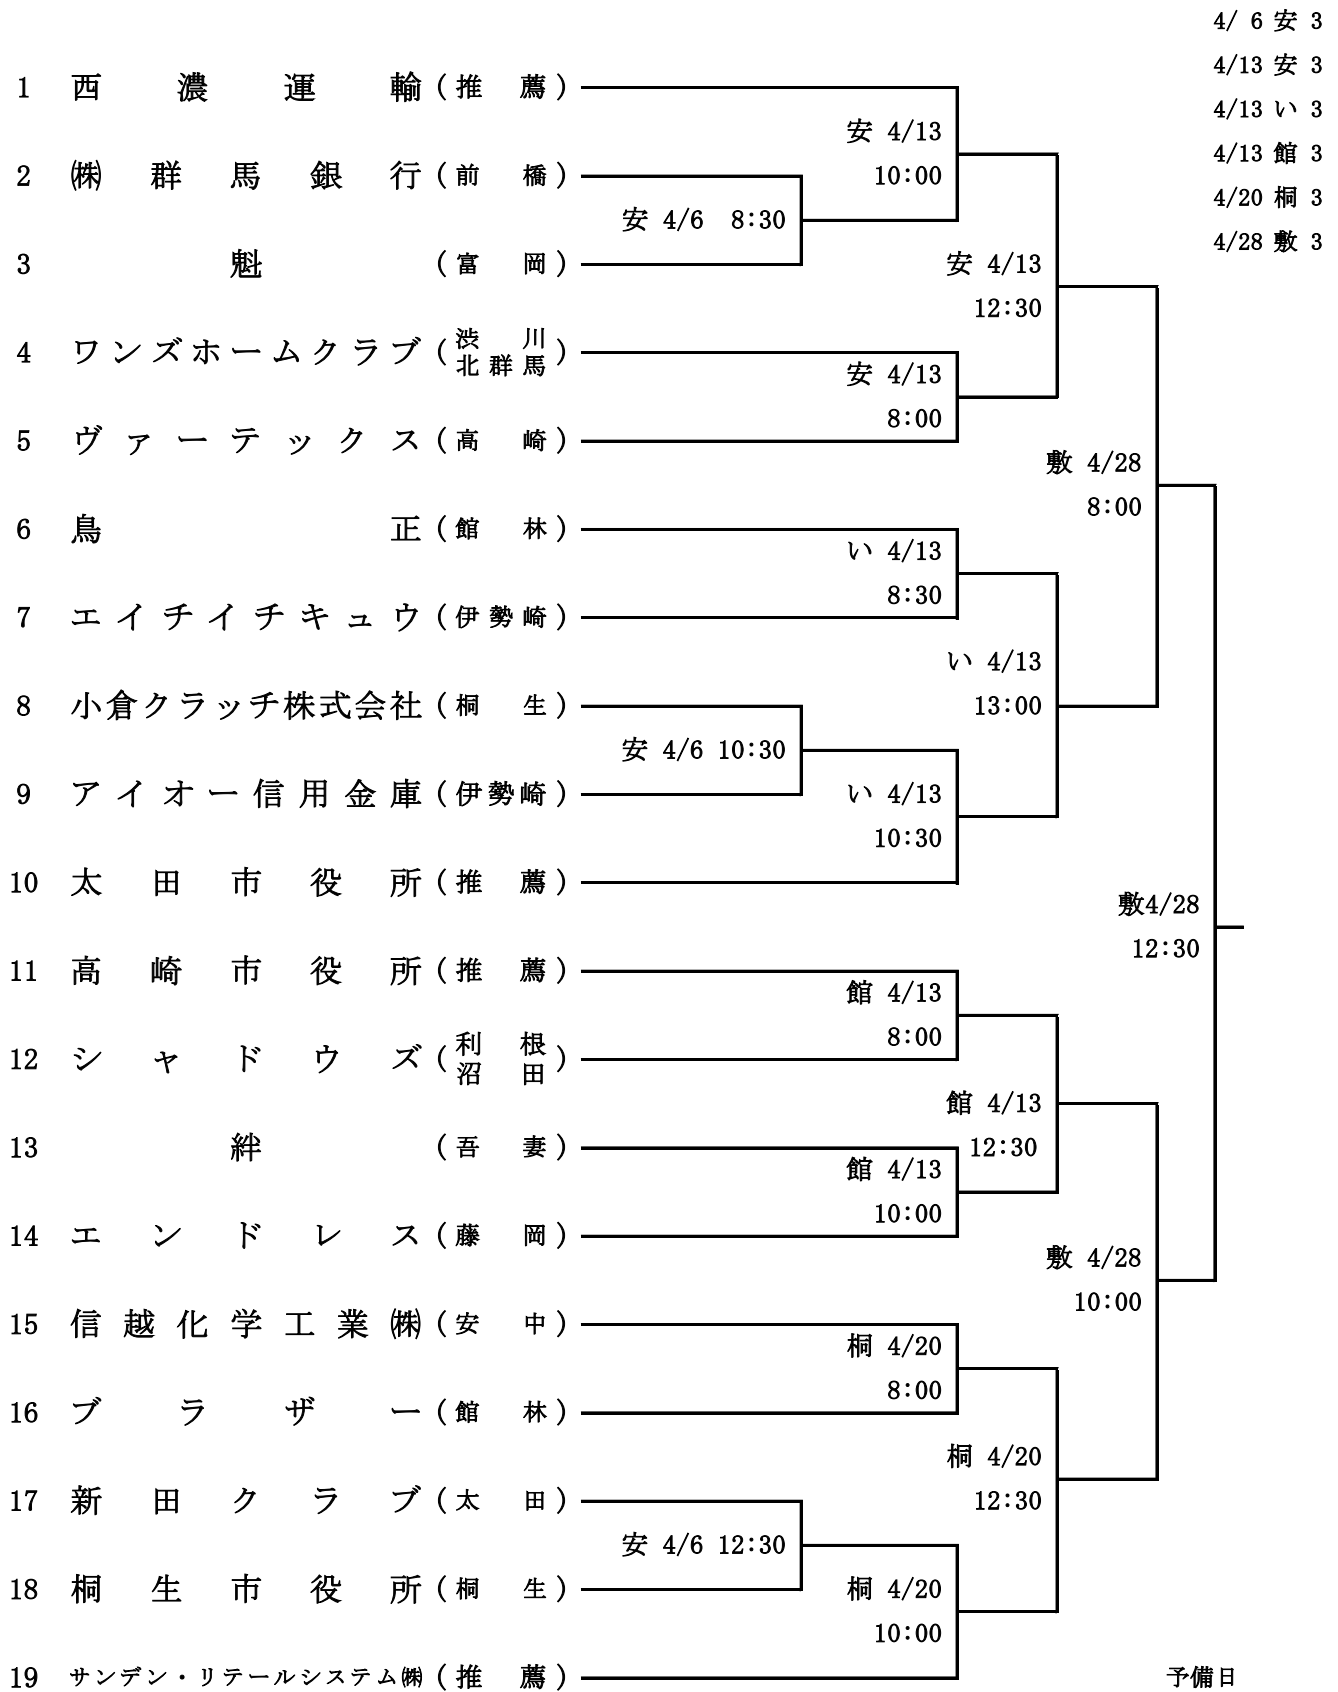 4/ 6 安 3
4/13 安 3
1 西濃運輸(推薦)
4/13 い 3
安 4/13
4/13 館 3
2 ㈱群馬銀行(前橋)
10:00
4/20 桐 3
安 4/6 8:30
4/28 敷 3
3 魁(富岡)
安 4/13
12:30
4 ワンズホームクラブ(渋川北群馬)
安 4/13
8:00
5 ヴァーテックス(高崎)
敷 4/28
8:00
6 鳥正(館林)
い 4/13
8:30
7 エイチイチキュウ(伊勢崎)
い 4/13
8 小倉クラッチ株式会社(桐生)
13:00
安 4/6 10:30
9 アイオー信用金庫(伊勢崎)
い 4/13
10:30
10 太田市役所(推薦)
敷4/28
12:30
11 高崎市役所(推薦)
館 4/13
8:00
12 シャドウズ(利根沼田)
館 4/13
13 絆(吾妻)
12:30
館 4/13
10:00
14 エンドレス(藤岡)
敷 4/28
10:00
15 信越化学工業㈱(安中)
桐 4/20
8:00
16 ブラザー(館林)
桐 4/20
17 新田クラブ(太田)
12:30
安 4/6 12:30
18 桐生市役所(桐生)
桐 4/20
10:00
19 サンデン・リテールシステム㈱(推薦)
予備日